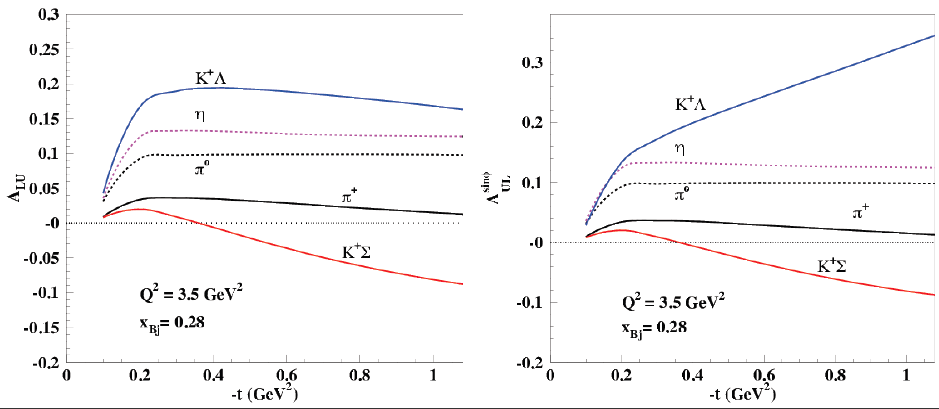 0.3
0.25
0.2
0.15
0.1
0.05
-0
-0.05
-0.1
-0.15
-0.2
A_LU
K⁺Λ
η
π⁰
π⁺
K⁺Σ
Q² = 3.5 GeV²
x_Bj= 0.28
0 0.2 0.4 0.6 0.8 1
-t (GeV²)
0.3
0.2
0.1
-0
-0.1
-0.2
A_UL^sinφ
K⁺Λ
η
π⁰
π⁺
K⁺Σ
Q² = 3.5 GeV²
x_Bj= 0.28
0 0.2 0.4 0.6 0.8 1
-t (GeV²)